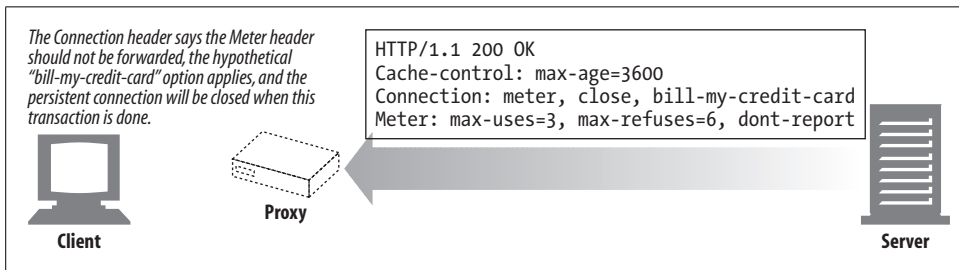 The Connection header says the Meter header
should not be forwarded, the hypothetical
“bill-my-credit-card” option applies, and the
persistent connection will be closed when this
transaction is done.
HTTP/1.1 200 OK
Cache-control: max-age=3600
Connection: meter, close, bill-my-credit-card
Meter: max-uses=3, max-refuses=6, dont-report
Client
Proxy
Server